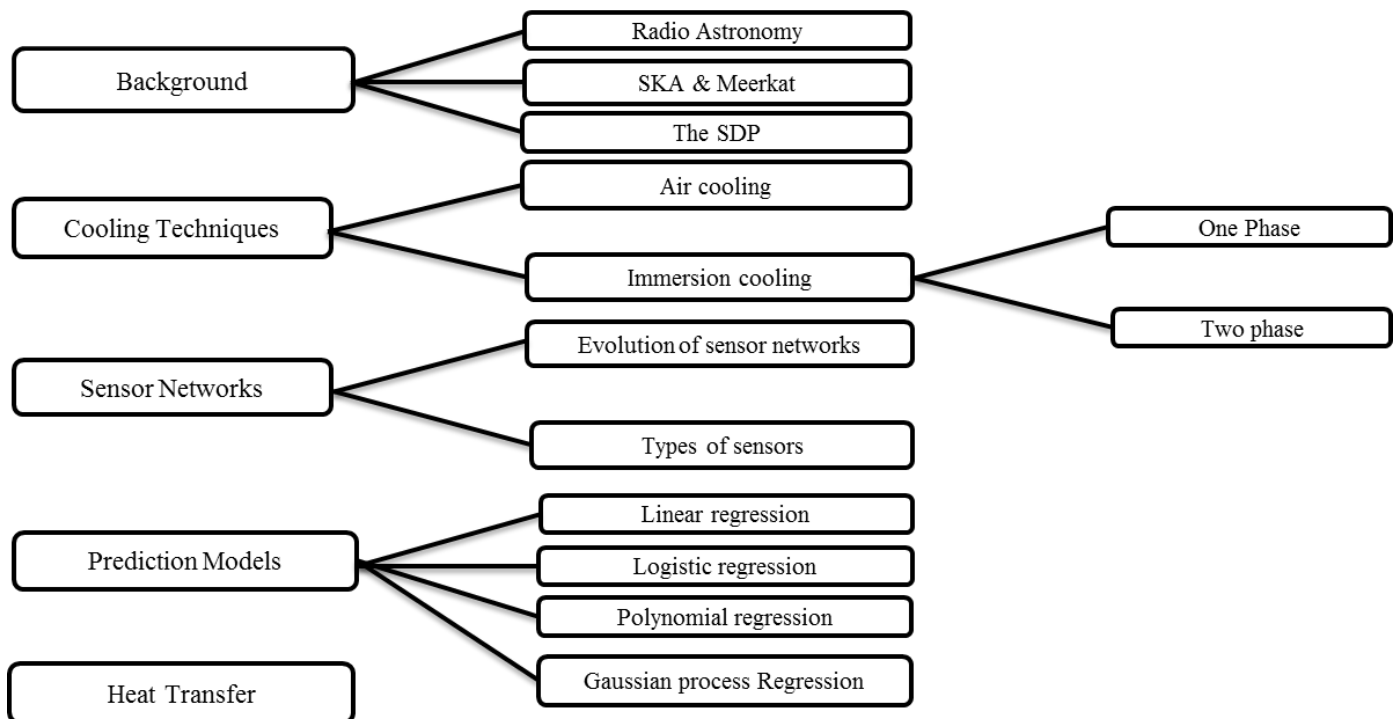 Background
Radio Astronomy
SKA & Meerkat
The SDP
Cooling Techniques
Air cooling
Immersion cooling
One Phase
Two phase
Sensor Networks
Evolution of sensor networks
Types of sensors
Prediction Models
Linear regression
Logistic regression
Polynomial regression
Gaussian process Regression
Heat Transfer